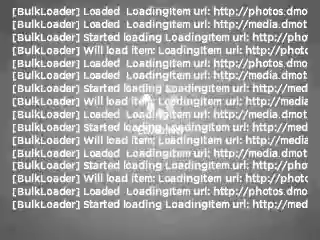 [BulkLoader] Loaded LoadingItem url: http://photos.dmot
[BulkLoader] Loaded LoadingItem url: http://media.dmot
[BulkLoader] Started loading LoadingItem url: http://pho
[BulkLoader] Will load item: LoadingItem url: http://photo
[BulkLoader] Loaded LoadingItem url: http://photos.dmo
[BulkLoader] Loaded LoadingItem url: http://media.dmot
[BulkLoader] Started loading LoadingItem url: http://med
[BulkLoader] Will load item: LoadingItem url: http://media
[BulkLoader] Loaded LoadingItem url: http://media.dmot
[BulkLoader] Started loading LoadingItem url: http://med
[BulkLoader] Will load item: LoadingItem url: http://media
[BulkLoader] Loaded LoadingItem url: http://media.dmot
[BulkLoader] Started loading LoadingItem url: http://pho
[BulkLoader] Will load item: LoadingItem url: http://photo
[BulkLoader] Loaded LoadingItem url: http://photos.dmo
[BulkLoader] Started loading LoadingItem url: http://med